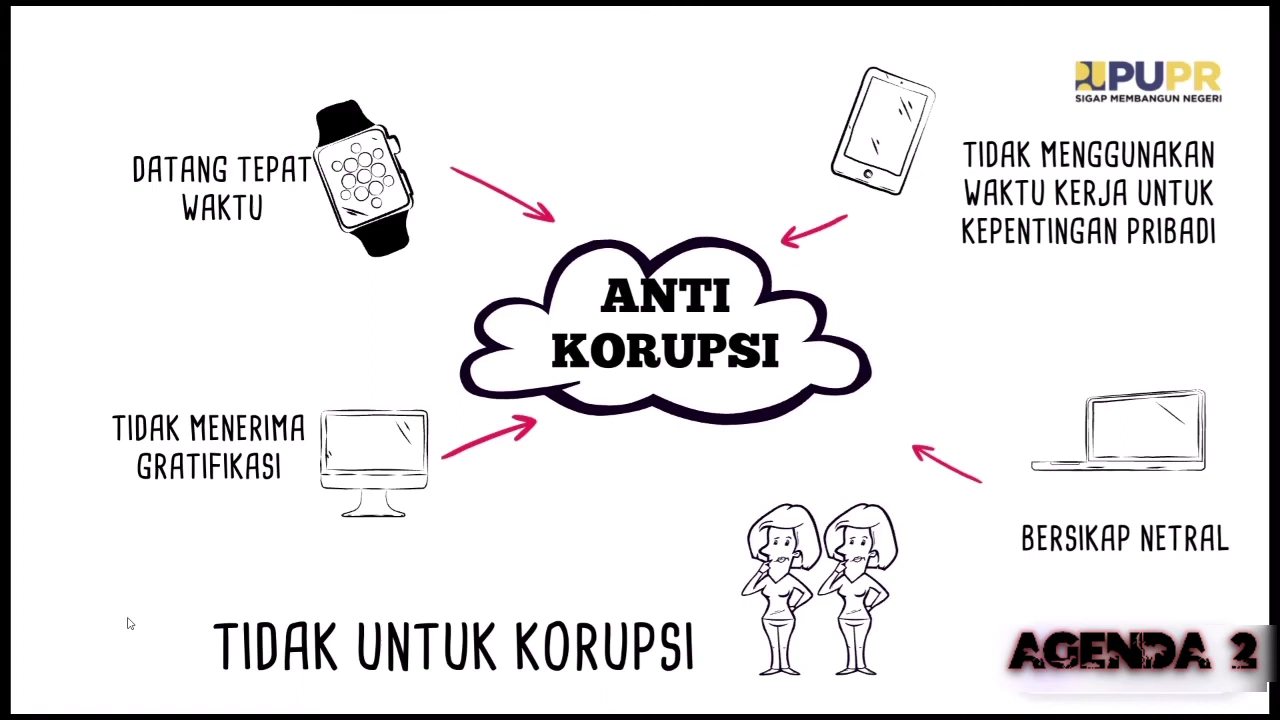 PUPR
SIGAP MEMBANGUN NEGERI
DATANG TEPAT
WAKTU
TIDAK MENGGUNAKAN
WAKTU KERJA UNTUK
KEPENTINGAN PRIBADI
ANTI
KORUPSI
TIDAK MENERIMA
GRATIFIKASI
BERSIKAP NETRAL
TIDAK UNTUK KORUPSI
AGENDA 2